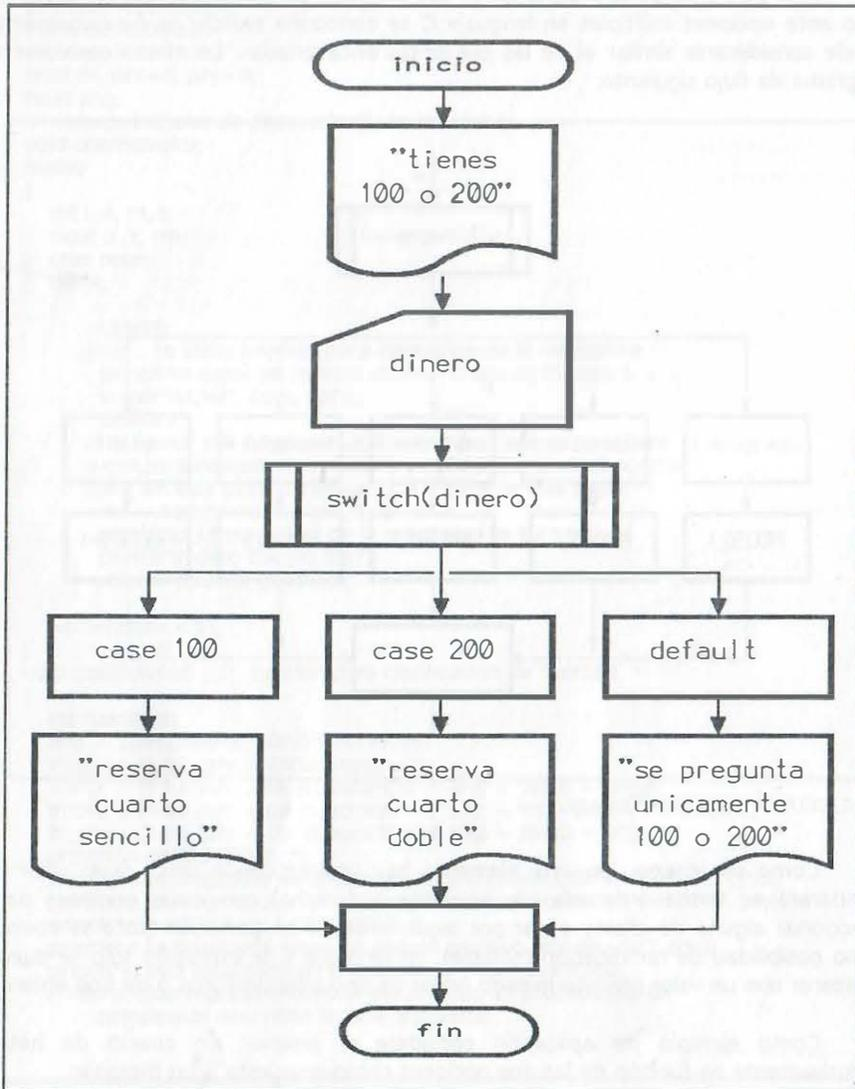 inicio
"tienes
100 o 200"
dinero
switch(dinero)
case 100
case 200
default
"reserva
cuarto
sencillo"
"reserva
cuarto
doble"
"se pregunta
unicamente
100 o 200"
fin